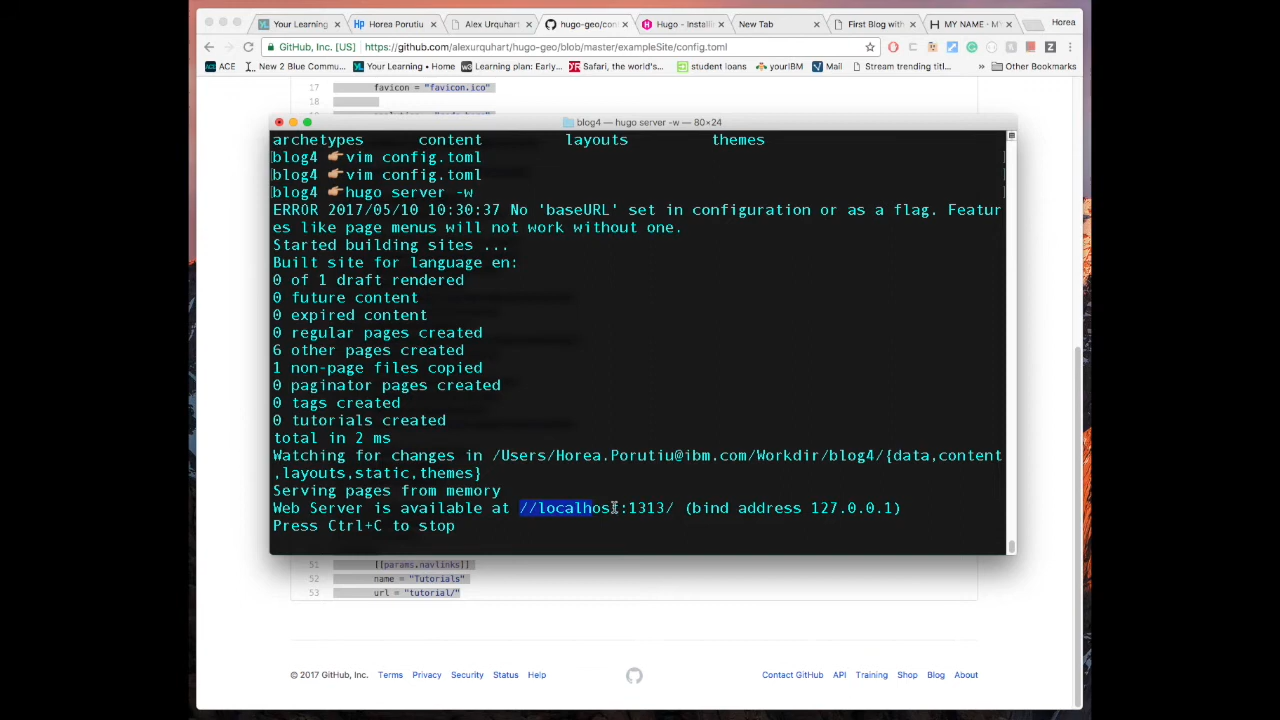 Your Learning
Horea Porutiu
Alex Urquhart
hugo-geo/con
Hugo - Installi
New Tab
First Blog with
MY NAME - MY
Horea
GitHub, Inc. [US] https://github.com/alexurquhart/hugo-geo/blob/master/exampleSite/config.toml
ACE New 2 Blue Commu... Your Learning • Home Learning plan: Early... Safari, the world's... student loans yourIBM Mail Stream trending titl... » Other Bookmarks
17 favicon = "favicon.ico"
18
blog4 — hugo server -w — 80×24
archetypes content layouts themes
blog4 vim config.toml
blog4 vim config.toml
blog4 hugo server -w
ERROR 2017/05/10 10:30:37 No 'baseURL' set in configuration or as a flag. Featur
es like page menus will not work without one.
Started building sites ...
Built site for language en:
0 of 1 draft rendered
0 future content
0 expired content
0 regular pages created
6 other pages created
1 non-page files copied
0 paginator pages created
0 tags created
0 tutorials created
total in 2 ms
Watching for changes in /Users/Horea.Porutiu@ibm.com/Workdir/blog4/{data,content
,layouts,static,themes}
Serving pages from memory
Web Server is available at //localhost:1313/ (bind address 127.0.0.1)
Press Ctrl+C to stop
51 [[params.navlinks]]
52 name = "Tutorials"
53 url = "tutorial/"
© 2017 GitHub, Inc. Terms Privacy Security Status Help Contact GitHub API Training Shop Blog About